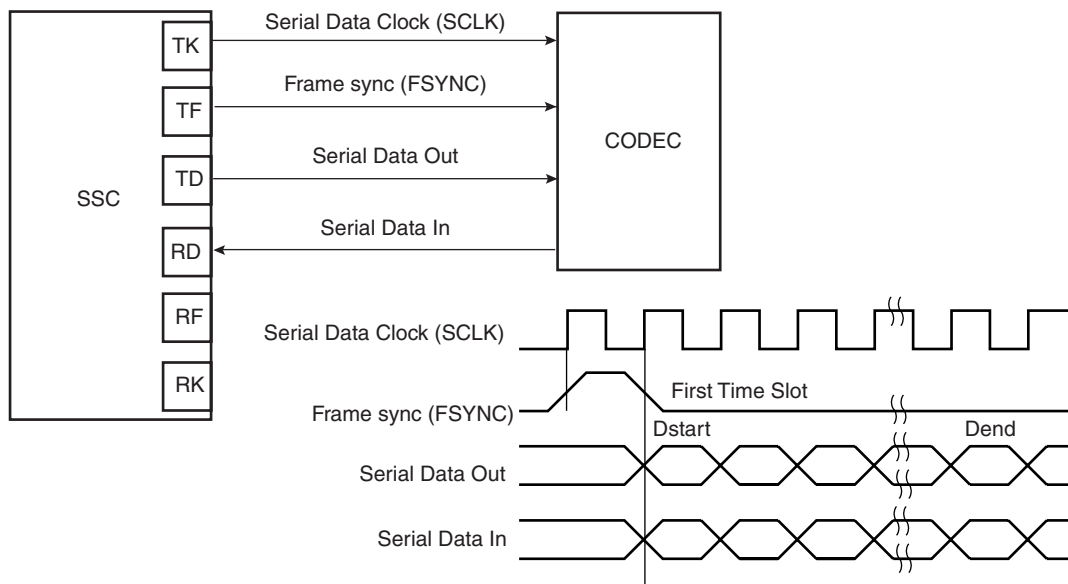 Serial Data Clock (SCLK)
TK
Frame sync (FSYNC)
TF
CODEC
Serial Data Out
TD
SSC
Serial Data In
RD
RF
Serial Data Clock (SCLK)
RK
First Time Slot
Frame sync (FSYNC)
Dstart
Dend
Serial Data Out
Serial Data In